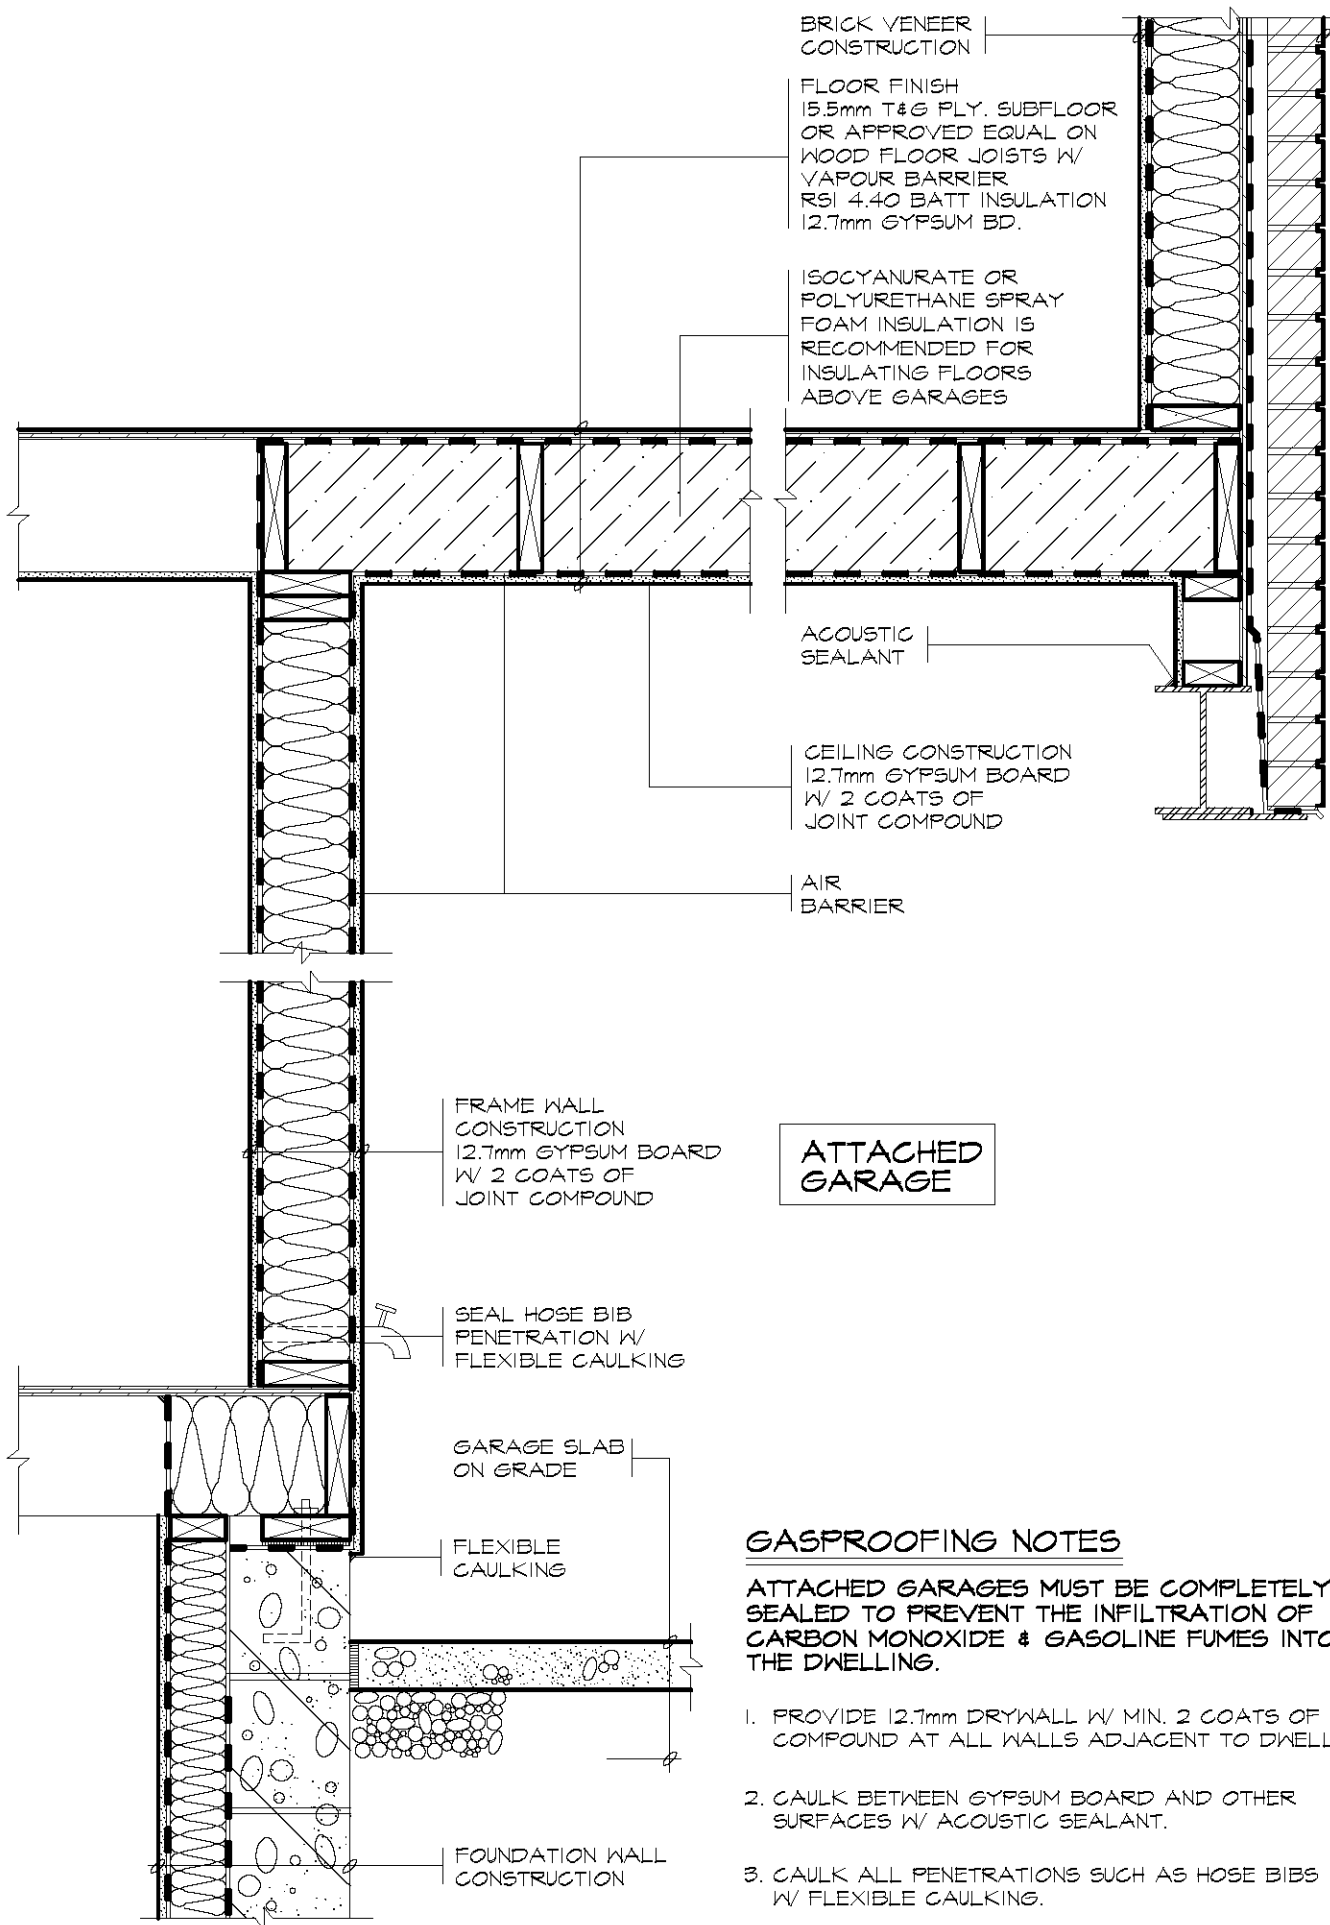 BRICK VENEER
CONSTRUCTION
FLOOR FINISH
15.5mm T&G PLY. SUBFLOOR
OR APPROVED EQUAL ON
WOOD FLOOR JOISTS W/
VAPOUR BARRIER
RSI 4.40 BATT INSULATION
12.7mm GYPSUM BD.
ISOCYANURATE OR
POLYURETHANE SPRAY
FOAM INSULATION IS
RECOMMENDED FOR
INSULATING FLOORS
ABOVE GARAGES
ACOUSTIC
SEALANT
CEILING CONSTRUCTION
12.7mm GYPSUM BOARD
W/ 2 COATS OF
JOINT COMPOUND
AIR
BARRIER
FRAME WALL
CONSTRUCTION
12.7mm GYPSUM BOARD
W/ 2 COATS OF
JOINT COMPOUND
ATTACHED
GARAGE
SEAL HOSE BIB
PENETRATION W/
FLEXIBLE CAULKING
GARAGE SLAB
ON GRADE
FLEXIBLE
CAULKING
FOUNDATION WALL
CONSTRUCTION
GASPROOFING NOTES
ATTACHED GARAGES MUST BE COMPLETELY
SEALED TO PREVENT THE INFILTRATION OF
CARBON MONOXIDE & GASOLINE FUMES INTO
THE DWELLING.
1. PROVIDE 12.7mm DRYWALL W/ MIN. 2 COATS OF
COMPOUND AT ALL WALLS ADJACENT TO DWELL
2. CAULK BETWEEN GYPSUM BOARD AND OTHER
SURFACES W/ ACOUSTIC SEALANT.
3. CAULK ALL PENETRATIONS SUCH AS HOSE BIBS
W/ FLEXIBLE CAULKING.